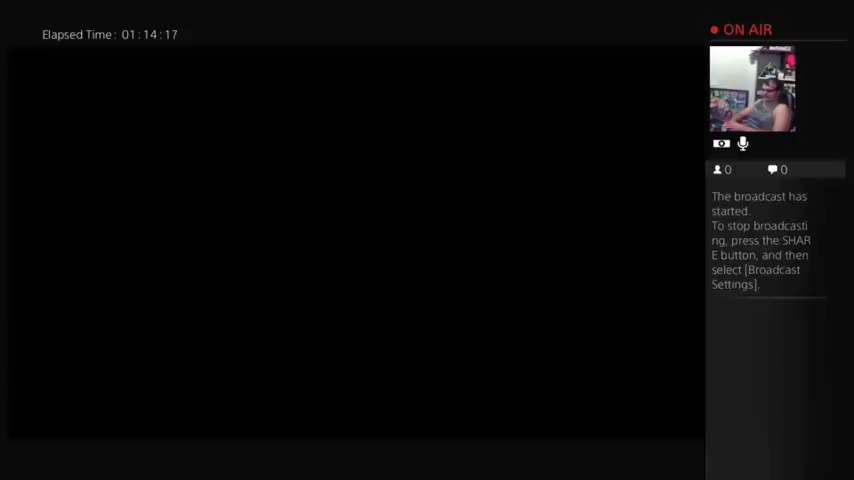 Elapsed Time: 01:14:17
ON AIR
0 0
The broadcast has
started.
To stop broadcasti
ng, press the SHAR
E button, and then
select [Broadcast
Settings].